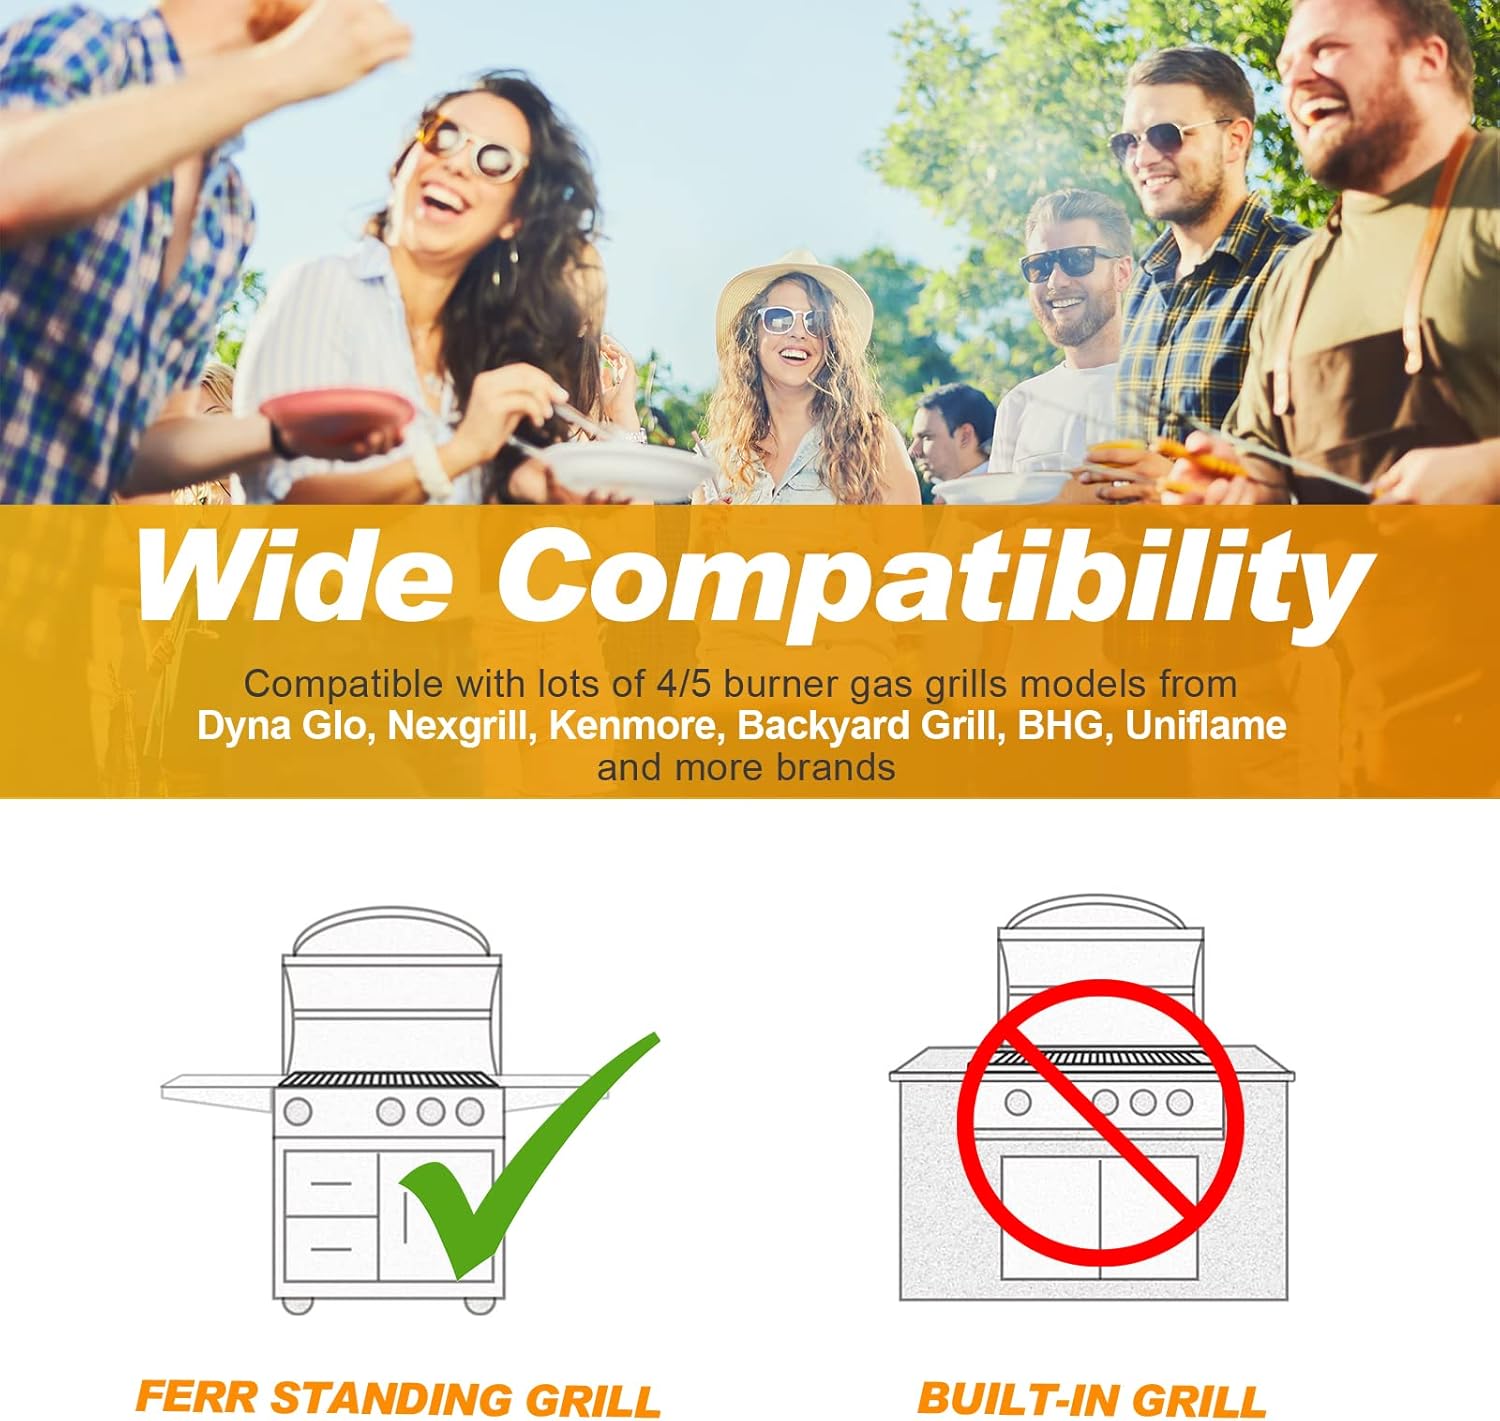 Wide Compatibility
Compatible with lots of 4/5 burner gas grills models from
Dyna Glo, Nexgrill, Kenmore, Backyard Grill, BHG, Uniflame
and more brands
FERR STANDING GRILL
BUILT-IN GRILL